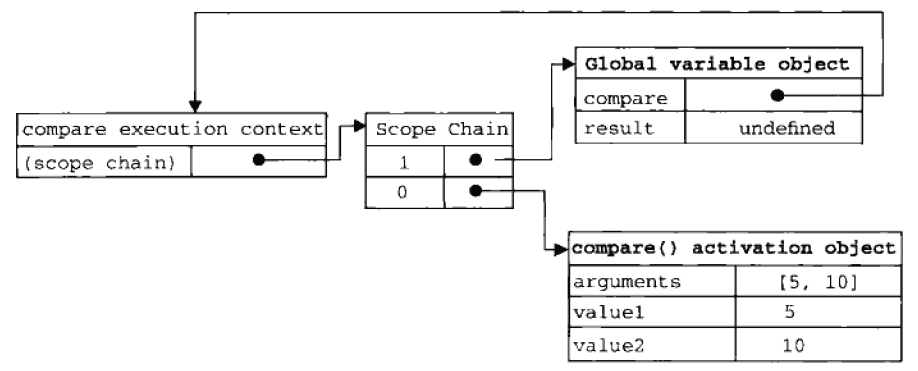 Global variable object
compare
result undefined
compare execution context
(scope chain)
Scope Chain
1
0
compare() activation object
arguments [5, 10]
value1 5
value2 10